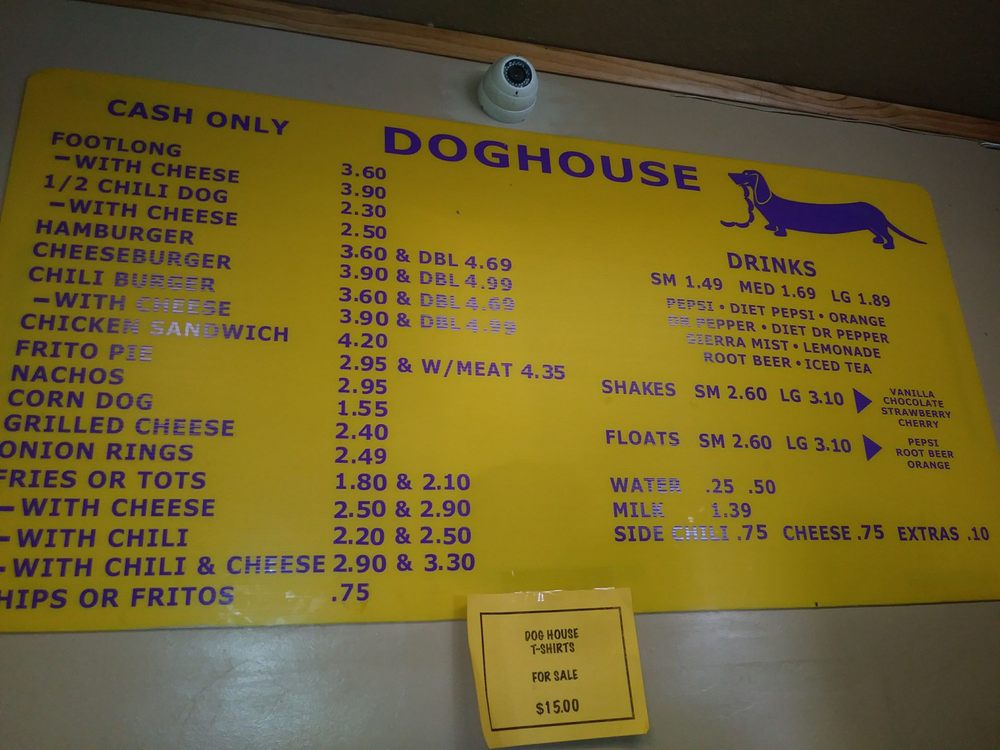 CASH ONLY
DOGHOUSE
FOOTLONG 3.60
–WITH CHEESE 3.90
1/2 CHILI DOG 2.30
–WITH CHEESE 2.50
HAMBURGER 3.60 & DBL 4.69
CHEESEBURGER 3.90 & DBL 4.99
CHILI BURGER 3.60 & DBL 4.69
–WITH CHEESE 3.90 & DBL 4.99
CHICKEN SANDWICH 4.20
FRITO PIE 2.95 & W/MEAT 4.35
NACHOS 2.95
CORN DOG 1.55
GRILLED CHEESE 2.40
ONION RINGS 2.49
FRIES OR TOTS 1.80 & 2.10
–WITH CHEESE 2.50 & 2.90
–WITH CHILI 2.20 & 2.50
–WITH CHILI & CHEESE 2.90 & 3.30
HIPS OR FRITOS .75
DRINKS
SM 1.49 MED 1.69 LG 1.89
PEPSI • DIET PEPSI • ORANGE
DR PEPPER • DIET DR PEPPER
SIERRA MIST • LEMONADE
ROOT BEER • ICED TEA
SHAKES SM 2.60 LG 3.10
VANILLA
CHOCOLATE
STRAWBERRY
CHERRY
FLOATS SM 2.60 LG 3.10
PEPSI
ROOT BEER
ORANGE
WATER .25 .50
MILK 1.39
SIDE CHILI .75 CHEESE .75 EXTRAS .10
DOG HOUSE
T-SHIRTS
FOR SALE
$15.00